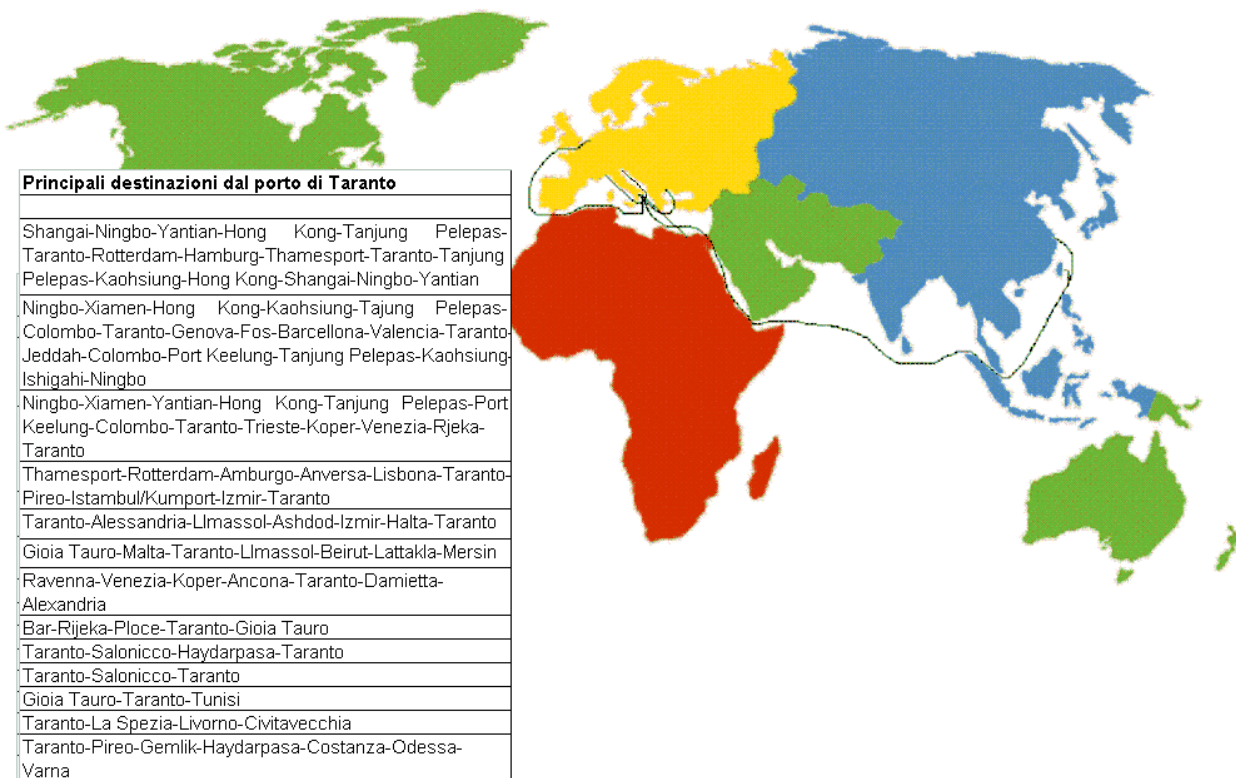 Principali destinazioni dal porto di Taranto
Shangai-Ningbo-Yantian-Hong Kong-Tanjung Pelepas-
Taranto-Rotterdam-Hamburg-Thamesport-Taranto-Tanjung
Pelepas-Kaohsiung-Hong Kong-Shangai-Ningbo-Yantian
Ningbo-Xiamen-Hong Kong-Kaohsiung-Tajung Pelepas-
Colombo-Taranto-Genova-Fos-Barcellona-Valencia-Taranto-
Jeddah-Colombo-Port Keelung-Tanjung Pelepas-Kaohsiung-
Ishigahi-Ningbo
Ningbo-Xiamen-Yantian-Hong Kong-Tanjung Pelepas-Port
Keelung-Colombo-Taranto-Trieste-Koper-Venezia-Rjeka-
Taranto
Thamesport-Rotterdam-Amburgo-Anversa-Lisbona-Taranto-
Pireo-Istambul/Kumport-Izmir-Taranto
Taranto-Alessandria-LImassol-Ashdod-Izmir-Halta-Taranto
Gioia Tauro-Malta-Taranto-LImassol-Beirut-Lattakla-Mersin
Ravenna-Venezia-Koper-Ancona-Taranto-Damietta-
Alexandria
Bar-Rijeka-Ploce-Taranto-Gioia Tauro
Taranto-Salonicco-Haydarpasa-Taranto
Taranto-Salonicco-Taranto
Gioia Tauro-Taranto-Tunisi
Taranto-La Spezia-Livorno-Civitavecchia
Taranto-Pireo-Gemlik-Haydarpasa-Costanza-Odessa-
Varna